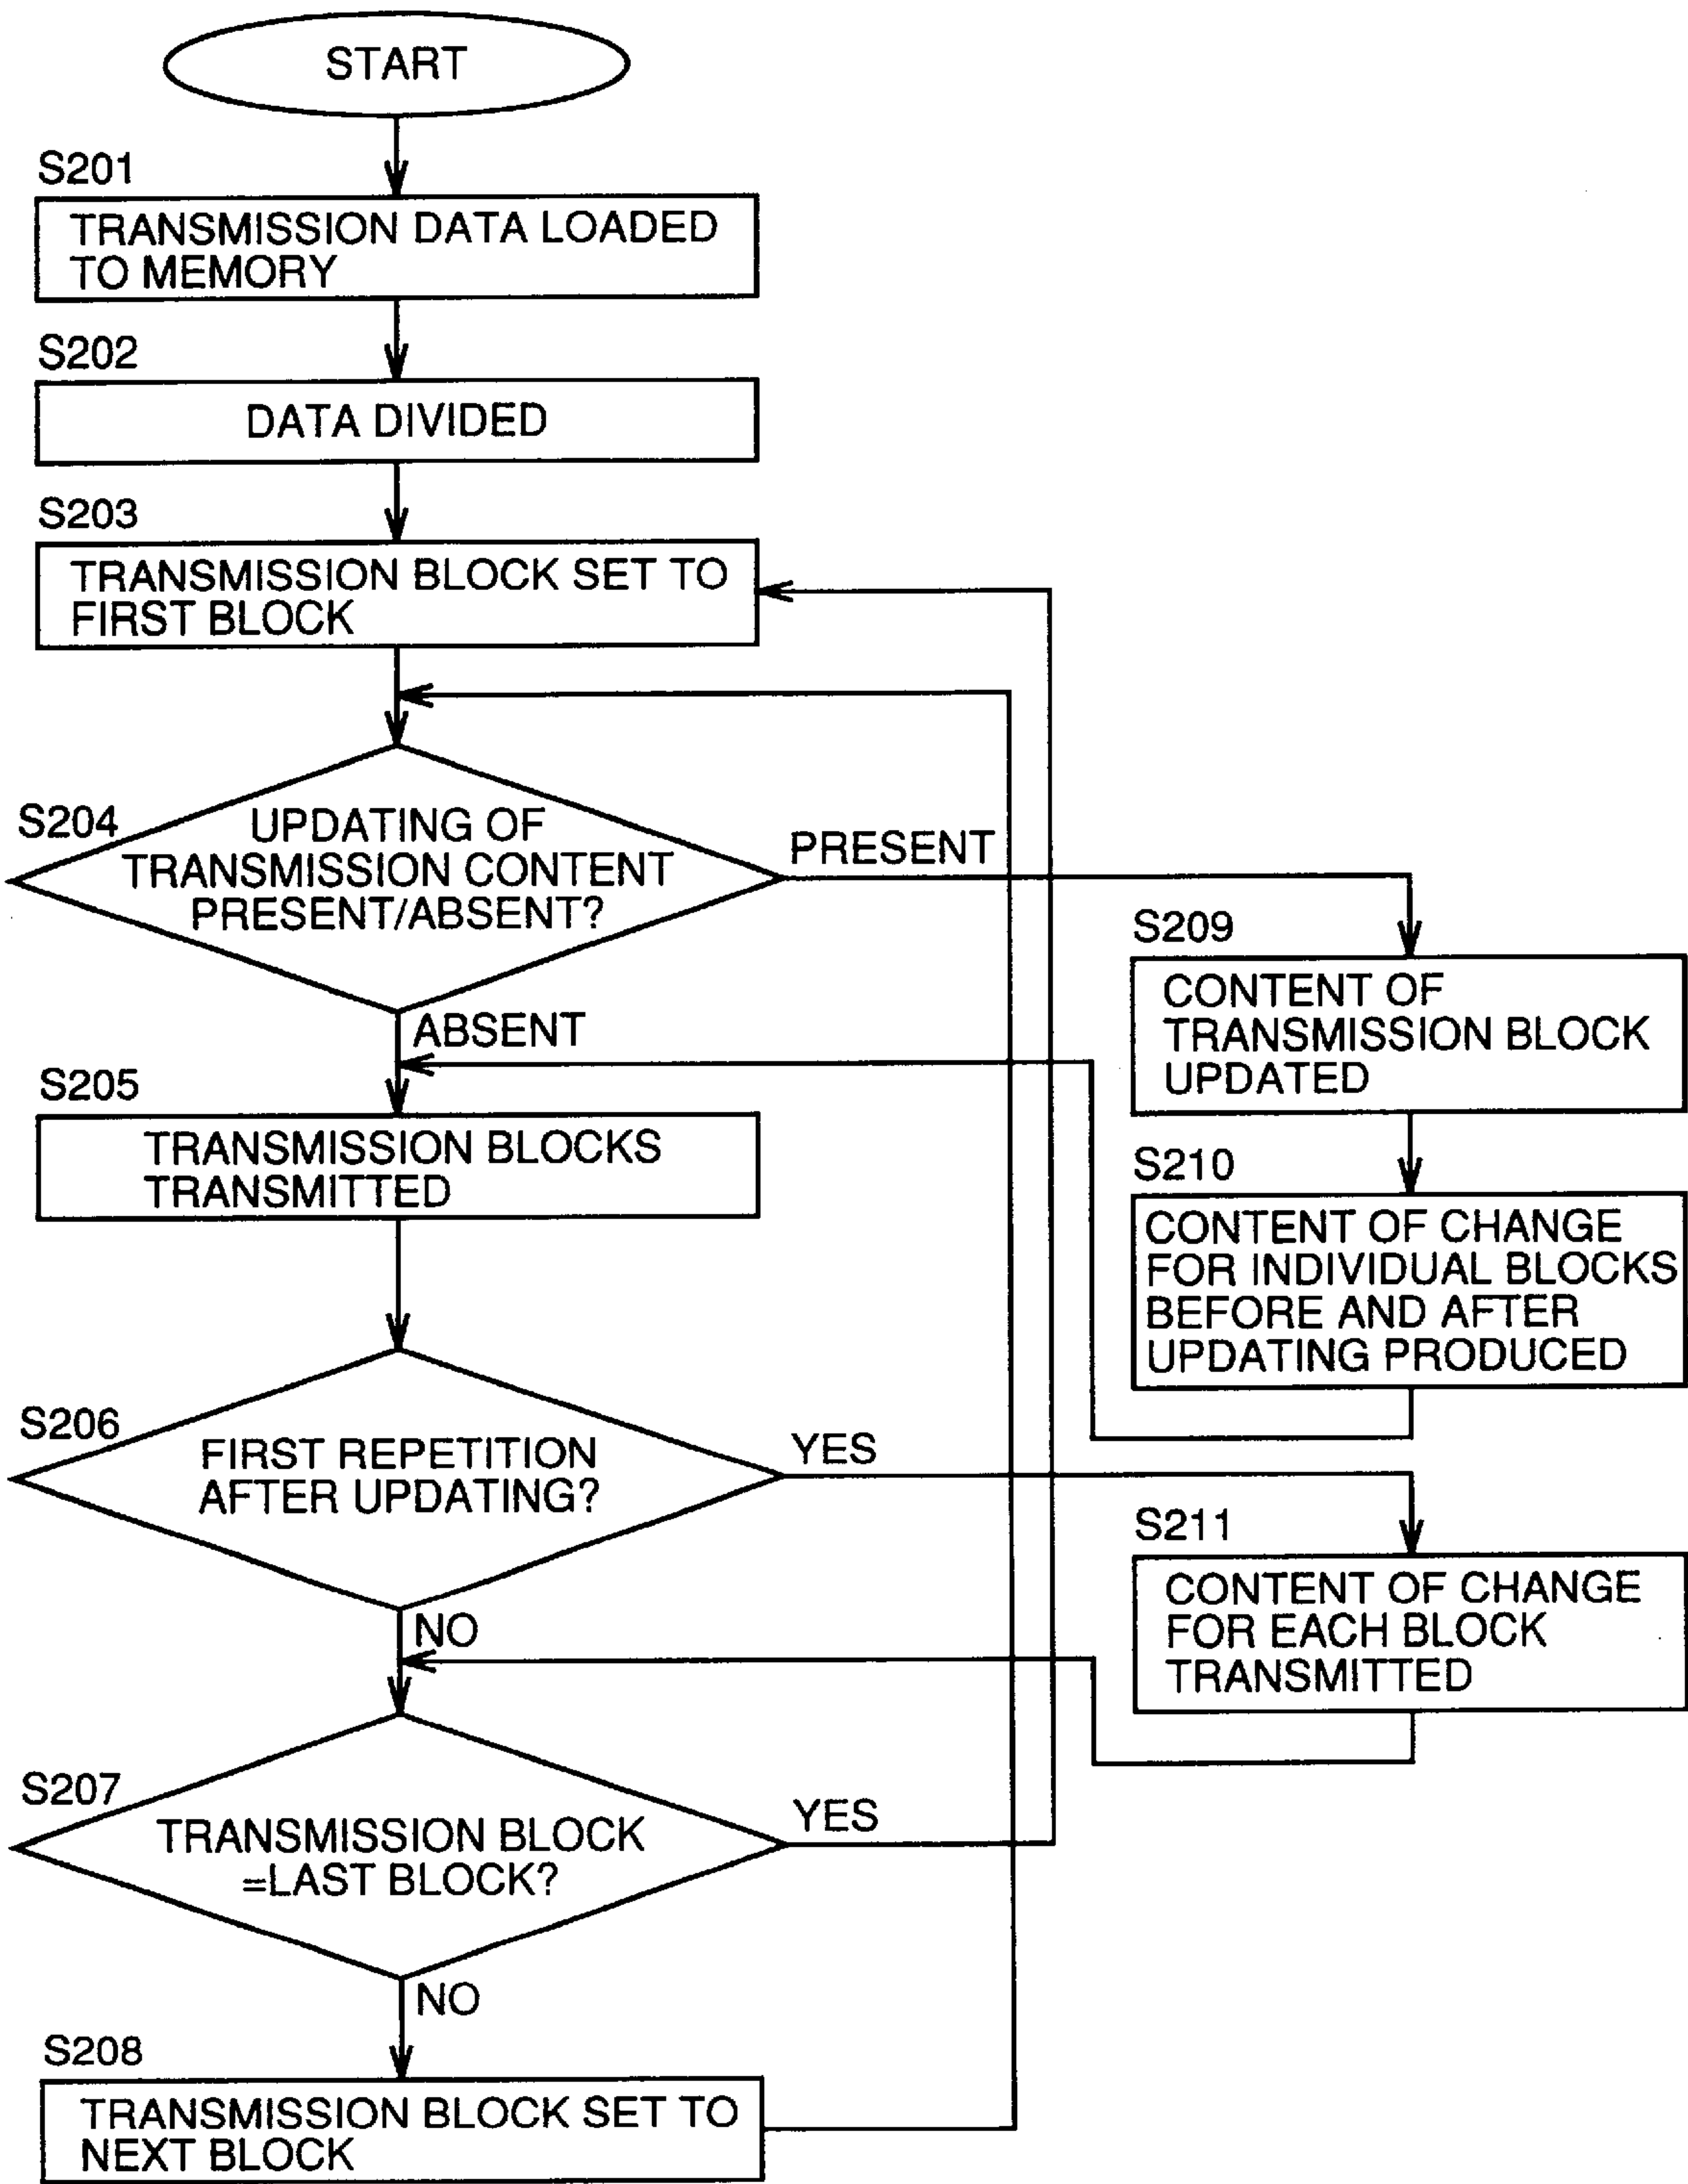 START
S201
TRANSMISSION DATA LOADED
TO MEMORY
S202
DATA DIVIDED
S203
TRANSMISSION BLOCK SET TO
FIRST BLOCK
S204
UPDATING OF
TRANSMISSION CONTENT
PRESENT/ABSENT?
PRESENT
ABSENT
S209
CONTENT OF
TRANSMISSION BLOCK
UPDATED
S205
TRANSMISSION BLOCKS
TRANSMITTED
S210
CONTENT OF CHANGE
FOR INDIVIDUAL BLOCKS
BEFORE AND AFTER
UPDATING PRODUCED
S206
FIRST REPETITION
AFTER UPDATING?
YES
NO
S211
CONTENT OF CHANGE
FOR EACH BLOCK
TRANSMITTED
S207
TRANSMISSION BLOCK
=LAST BLOCK?
YES
NO
S208
TRANSMISSION BLOCK SET TO
NEXT BLOCK